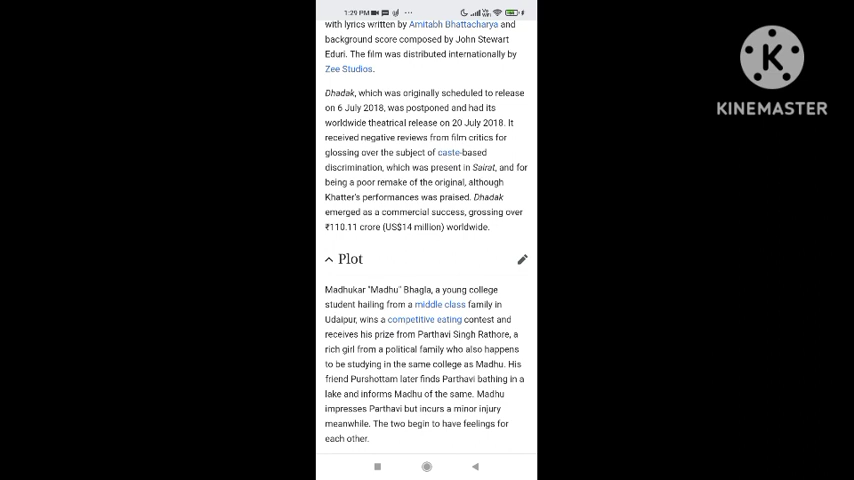 1:29 PM
with lyrics written by Amitabh Bhattacharya and
background score composed by John Stewart
Eduri. The film was distributed internationally by
Zee Studios.
Dhadak, which was originally scheduled to release
on 6 July 2018, was postponed and had its
worldwide theatrical release on 20 July 2018. It
received negative reviews from film critics for
glossing over the subject of caste-based
discrimination, which was present in Sairat, and for
being a poor remake of the original, although
Khatter's performances was praised. Dhadak
emerged as a commercial success, grossing over
₹110.11 crore (US$14 million) worldwide.
Plot
Madhukar "Madhu" Bhagla, a young college
student hailing from a middle class family in
Udaipur, wins a competitive eating contest and
receives his prize from Parthavi Singh Rathore, a
rich girl from a political family who also happens
to be studying in the same college as Madhu. His
friend Purshottam later finds Parthavi bathing in a
lake and informs Madhu of the same. Madhu
impresses Parthavi but incurs a minor injury
meanwhile. The two begin to have feelings for
each other.
K
KINEMASTER